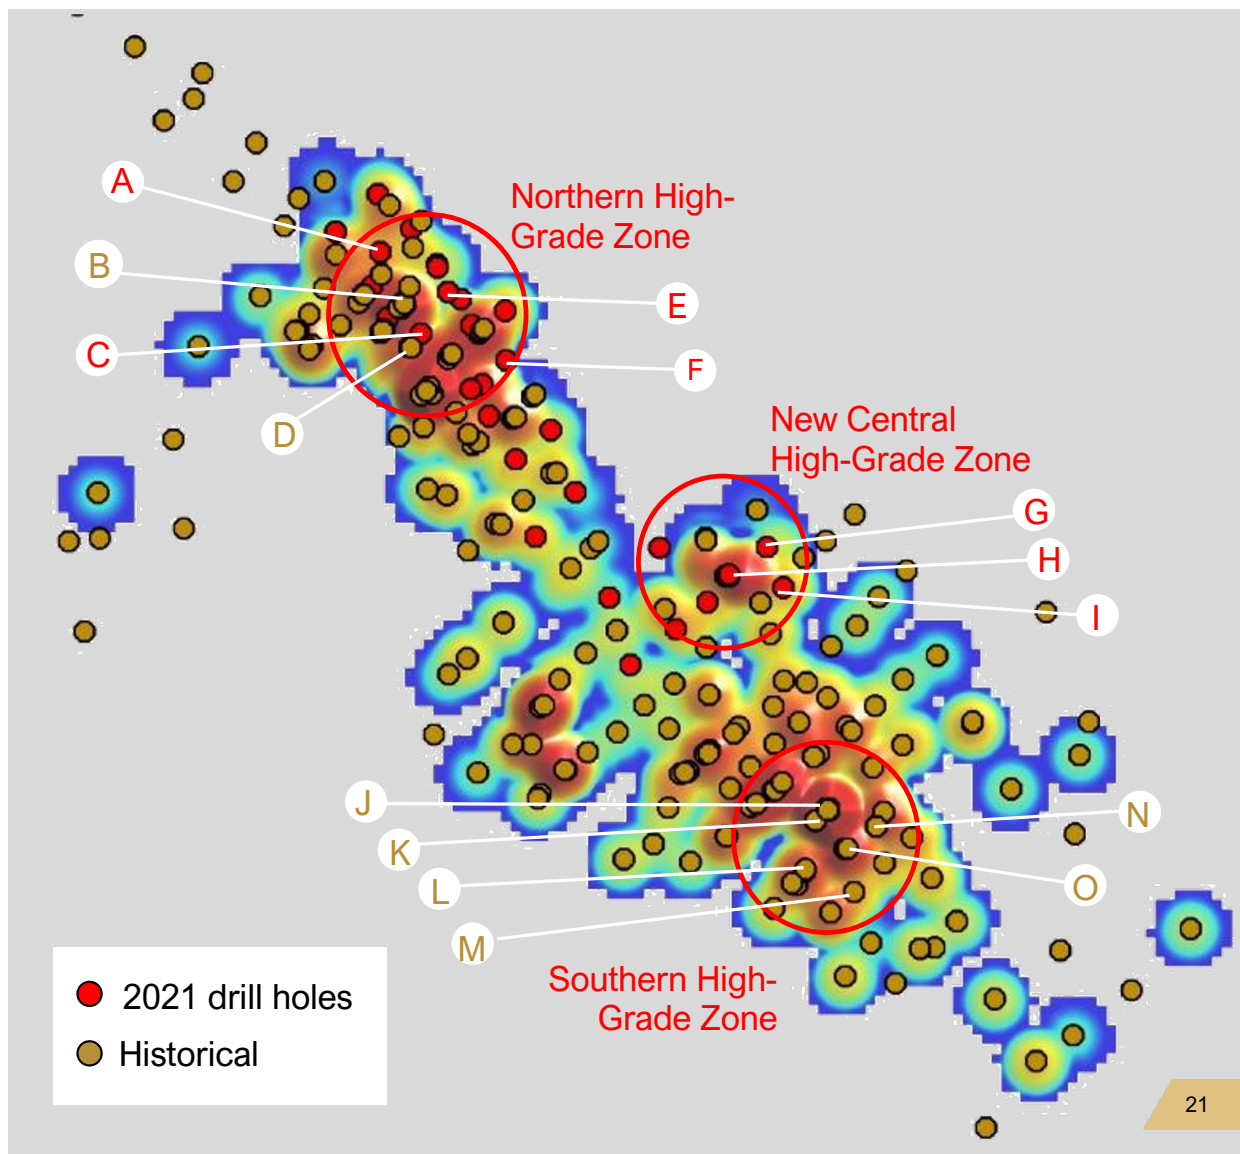 A
Northern High-
Grade Zone
B
E
C
F
D
New Central
High-Grade Zone
G
H
I
J
N
K
L
O
M
Southern High-
Grade Zone
2021 drill holes
Historical
21